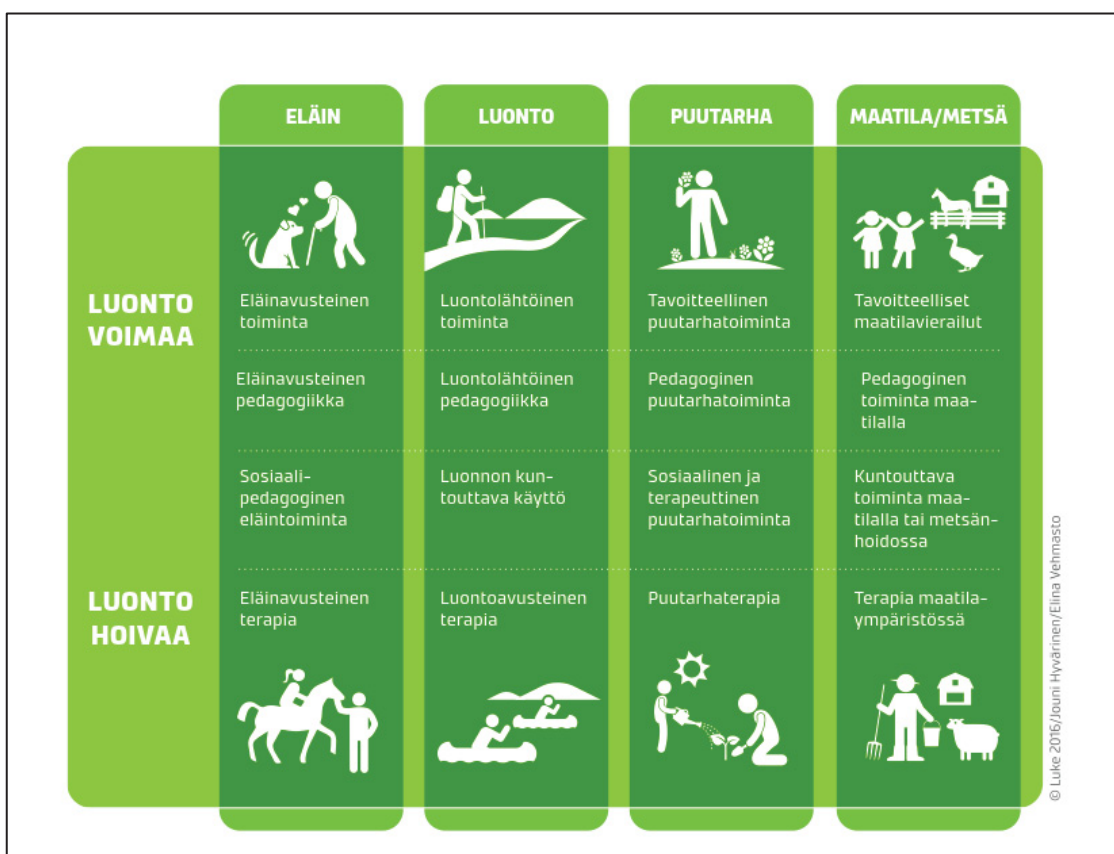 ELÄIN
LUONTO
PUUTARHA
MAATILA/METSÄ
LUONTO
VOIMAA
Eläinavusteinen
toiminta
Luontolähtöinen
toiminta
Tavoitteellinen
puutarhatoiminta
Tavoitteelliset
maatilavierailut
Eläinavusteinen
pedagogiikka
Luontolähtöinen
pedagogiikka
Pedagoginen
puutarhatoiminta
Pedagoginen
toiminta maa-
tilalla
Sosiaali-
pedagoginen
eläintoiminta
Luonnon kun-
touttava käyttö
Sosiaalinen ja
terapeuttinen
puutarhatoiminta
Kuntouttava
toiminta maa-
tilalla tai metsän-
hoidossa
LUONTO
HOIVAA
Eläinavusteinen
terapia
Luontoavusteinen
terapia
Puutarhaterapia
Terapia maatila-
ympäristössä
© Luke 2016/Jouni Hyvärinen/Elina Vehmasto